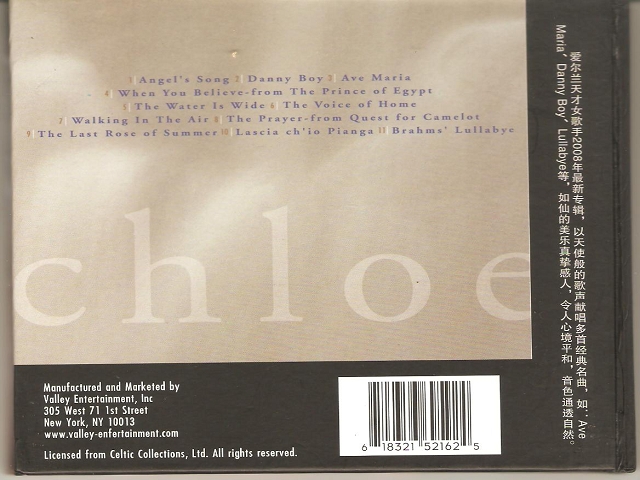 1 Angel's Song 2 Danny Boy 3 Ave Maria
4 When You Believe-from The Prince of Egypt
5 The Water Is Wide 6 The Voice of Home
7 Walking In The Air 8 The Prayer-from Quest for Camelot
9 The Last Rose of Summer 10 Lascia ch'io Pianga 11 Brahms' Lullabye
chloe
爱尔兰天才女歌手2008年最新专辑，以天使般的歌声献唱多首经典名曲，如：Ave
Maria、Danny Boy、Lullabye等，如仙的美乐真挚感人，令人心境平和，音色通透自然。
Manufactured and Marketed by
Valley Entertainment, Inc
305 West 71 1st Street
New York, NY 10013
www.valley-enfertainment.com
Licensed from Celtic Collections, Ltd. All rights reserved.
6 18321 52162 5